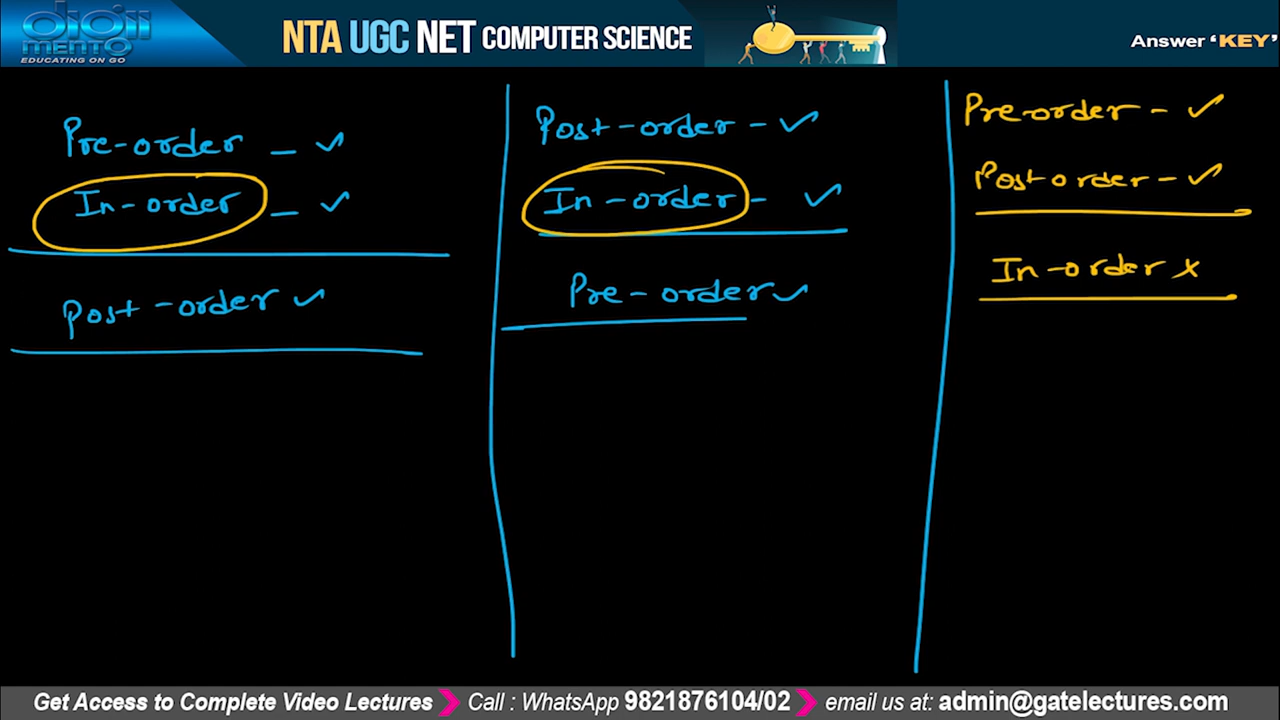 didii
MENTO
EDUCATING ON GO
NTA UGC NET COMPUTER SCIENCE
Answer ‘KEY’
Pre-order – ✓
In-order – ✓
Post-order ✓
Post-order – ✓
In-order – ✓
Pre-order ✓
Pre-order – ✓
Postorder – ✓
In-order x
Get Access to Complete Video Lectures
Call : WhatsApp 9821876104/02
email us at: admin@gatelectures.com